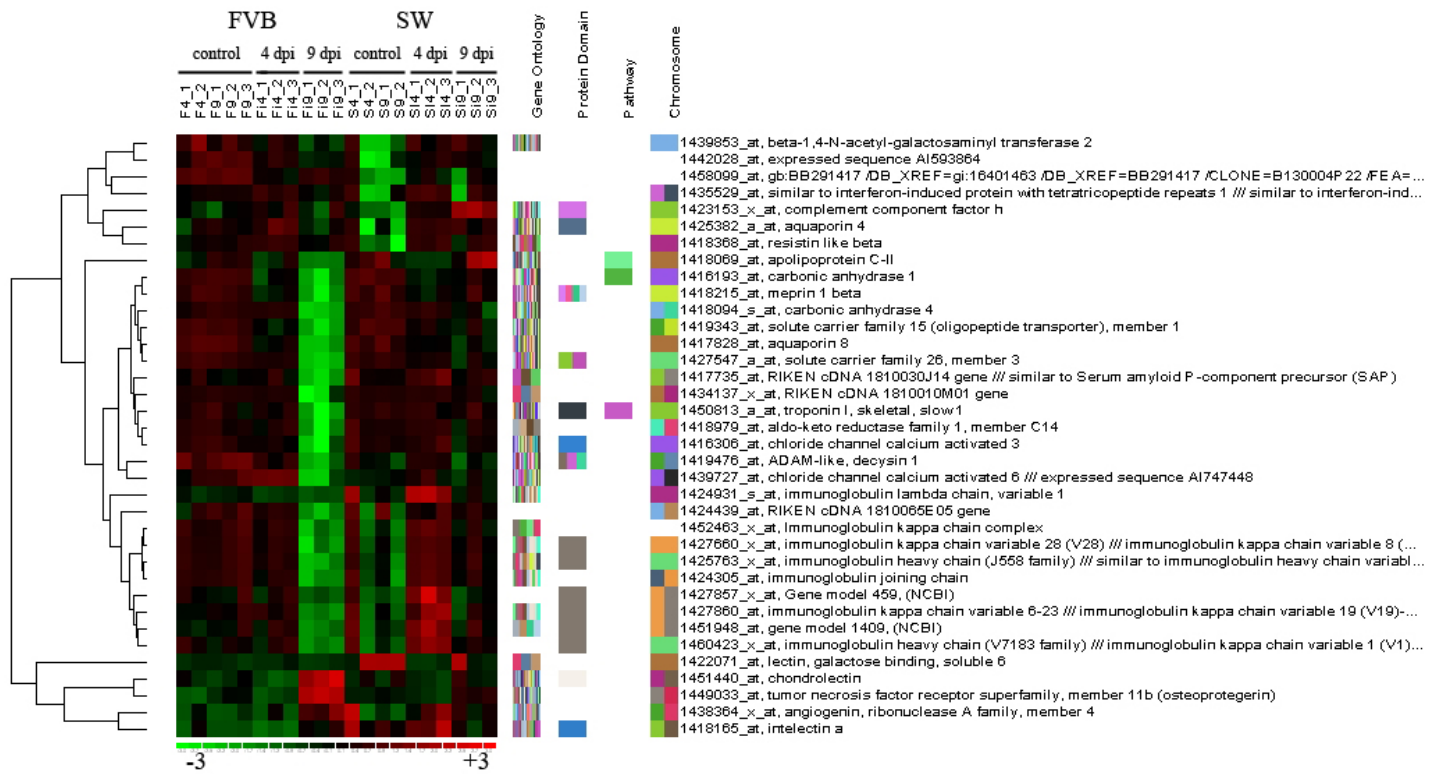 FVB SW
control 4 dpi 9 dpi control 4 dpi 9 dpi
F4_1 F4_2 F9_1 F9_2 F9_3 Fi4_1 Fi4_2 Fi4_3 Fi9_1 Fi9_2 Fi9_3 S4_1 S4_2 S9_1 S9_2 SI4_1 SI4_2 SI4_3 SI9_1 SI9_2 SI9_3 Gene Ontology Protein Domain Pathway Chromosome
1439853_at, beta-1,4-N-acetyl-galactosaminyl transferase 2
1442028_at, expressed sequence AI593864
1458099_at, gb:BB291417 /DB_XREF=gi:16401463 /DB_XREF=BB291417 /CLONE=B130004P22 /FEA=...
1435529_at, similar to interferon-induced protein with tetratricopeptide repeats 1 /// similar to interferon-ind...
1423153_x_at, complement component factor h
1425382_a_at, aquaporin 4
1418368_at, resistin like beta
1418069_at, apolipoprotein C-II
1416193_at, carbonic anhydrase 1
1418215_at, meprin 1 beta
1418094_s_at, carbonic anhydrase 4
1419343_at, solute carrier family 15 (oligopeptide transporter), member 1
1417828_at, aquaporin 8
1427547_a_at, solute carrier family 26, member 3
1417735_at, RIKEN cDNA 1810030J14 gene /// similar to Serum amyloid P-component precursor (SAP)
1434137_x_at, RIKEN cDNA 1810010M01 gene
1450813_a_at, troponin I, skeletal, slow1
1418979_at, aldo-keto reductase family 1, member C14
1416306_at, chloride channel calcium activated 3
1419476_at, ADAM-like, decysin 1
1439727_at, chloride channel calcium activated 6 /// expressed sequence AI747448
1424931_s_at, immunoglobulin lambda chain, variable 1
1424439_at, RIKEN cDNA 1810065E05 gene
1452463_x_at, Immunoglobulin kappa chain complex
1427660_x_at, immunoglobulin kappa chain variable 28 (V28) /// immunoglobulin kappa chain variable 8 (...
1425763_x_at, immunoglobulin heavy chain (J558 family) /// similar to immunoglobulin heavy chain variabl...
1424305_at, immunoglobulin joining chain
1427857_x_at, Gene model 459, (NCBI)
1427860_at, immunoglobulin kappa chain variable 6-23 /// immunoglobulin kappa chain variable 19 (V19)-...
1451948_at, gene model 1409, (NCBI)
1460423_x_at, immunoglobulin heavy chain (V7183 family) /// immunoglobulin kappa chain variable 1 (V1)...
1422071_at, lectin, galactose binding, soluble 6
1451440_at, chondrolectin
1449033_at, tumor necrosis factor receptor superfamily, member 11b (osteoprotegerin)
1438364_x_at, angiogenin, ribonuclease A family, member 4
1418165_at, intelectin a
-3 +3